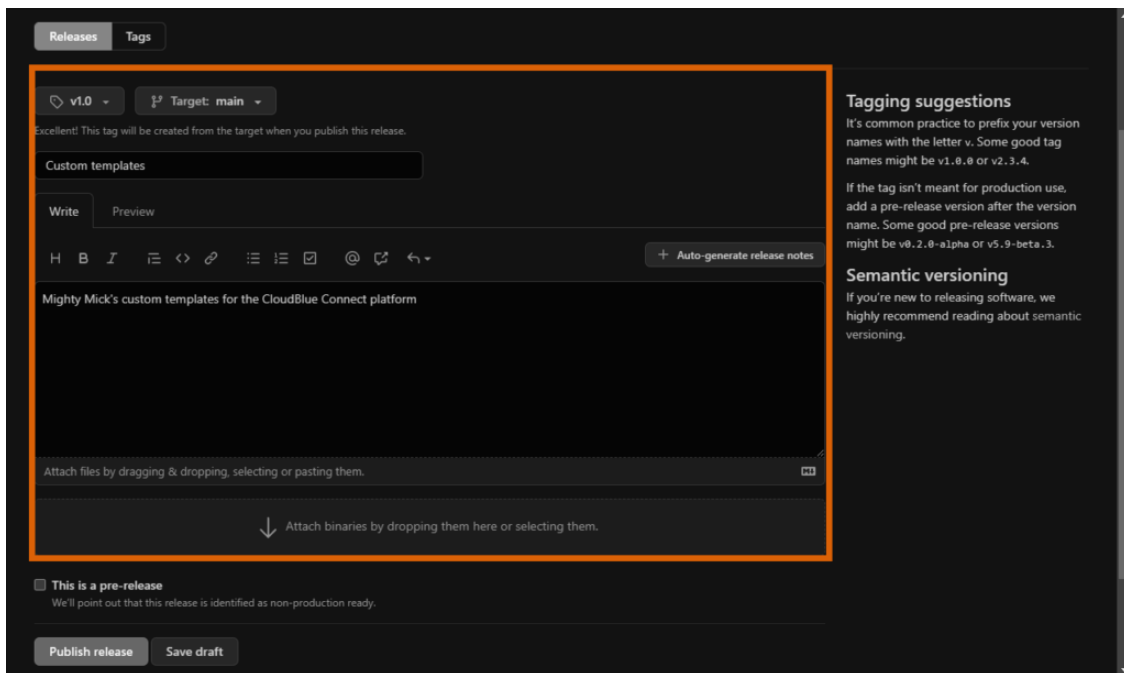 Releases Tags
v1.0 Target: main
Excellent! This tag will be created from the target when you publish this release.
Custom templates
Write Preview
H B I @
+ Auto-generate release notes
Mighty Mick's custom templates for the CloudBlue Connect platform
Attach files by dragging & dropping, selecting or pasting them.
Attach binaries by dropping them here or selecting them.
This is a pre-release
We'll point out that this release is identified as non-production ready.
Publish release Save draft
Tagging suggestions
It's common practice to prefix your version
names with the letter v. Some good tag
names might be v1.0.0 or v2.3.4.
If the tag isn't meant for production use,
add a pre-release version after the version
name. Some good pre-release versions
might be v0.2.0-alpha or v5.9-beta.3.
Semantic versioning
If you're new to releasing software, we
highly recommend reading about semantic
versioning.